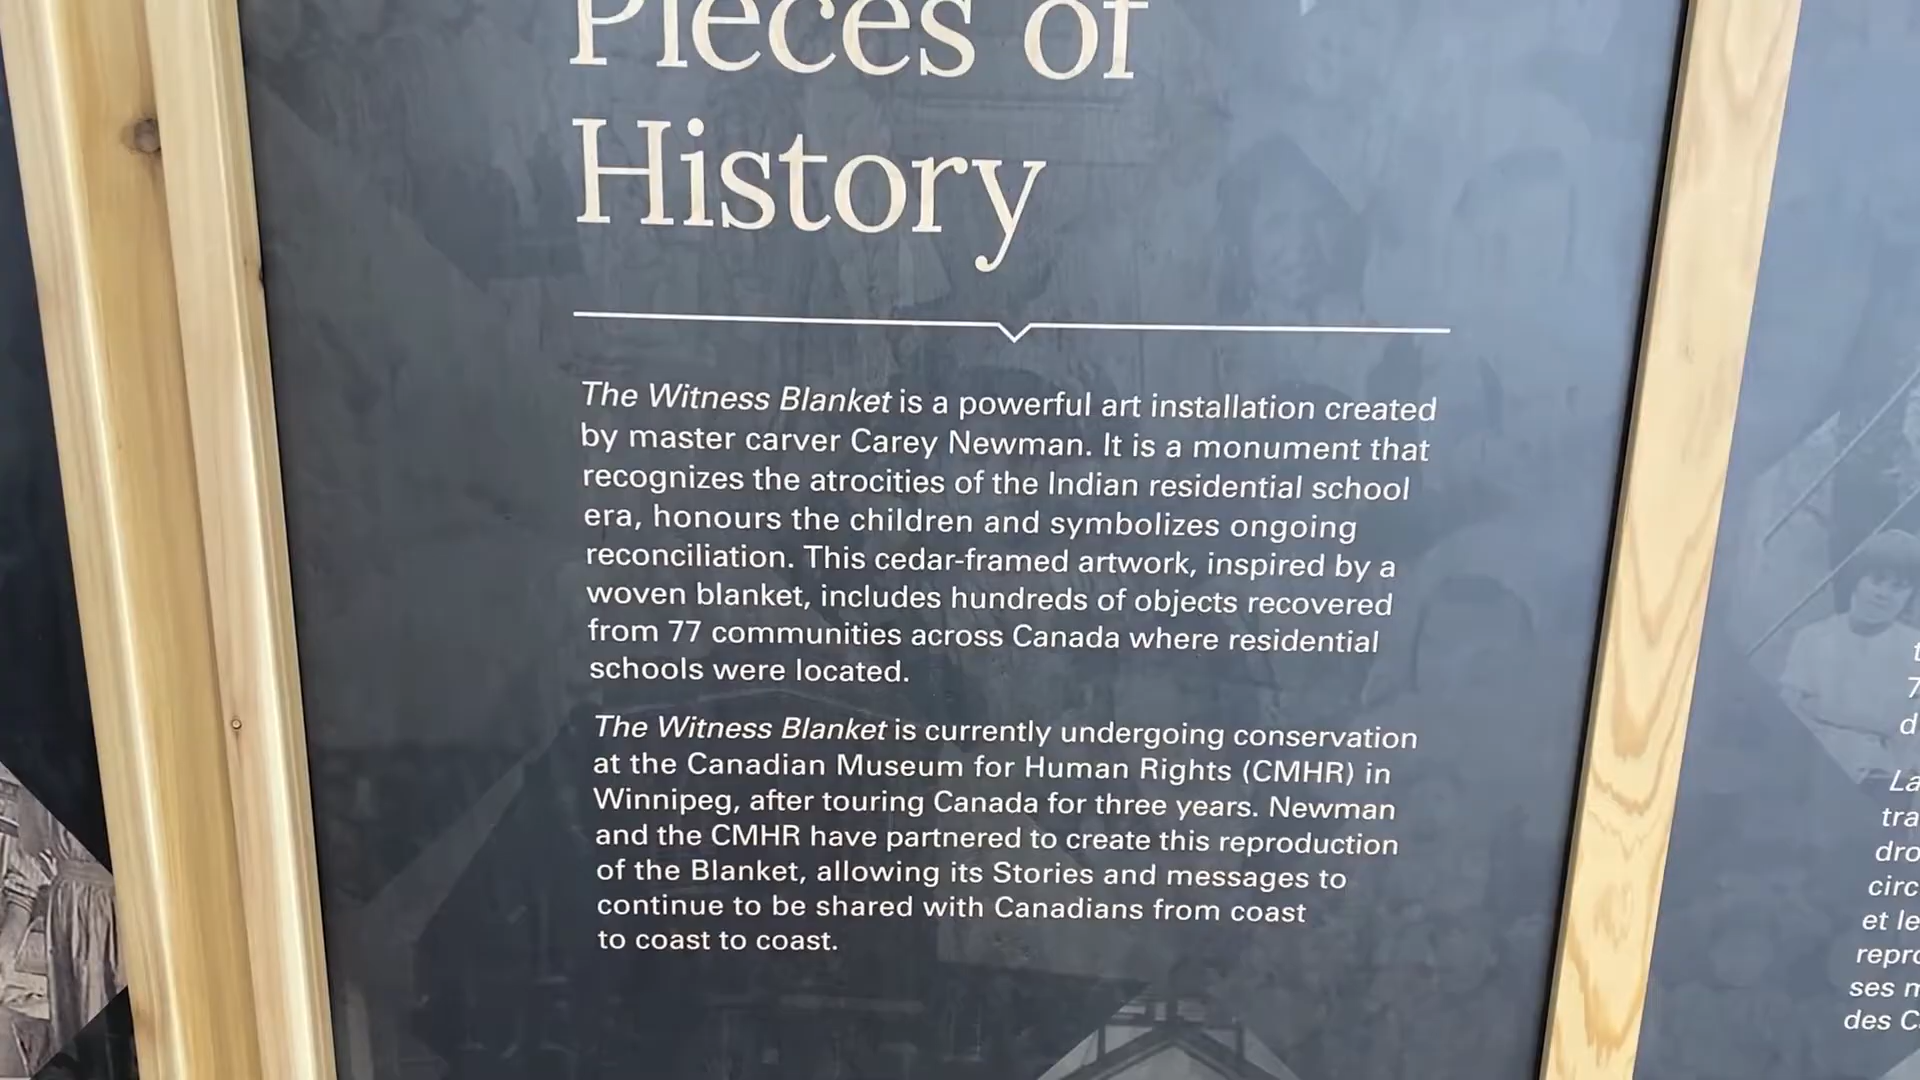 Pieces of
History
The Witness Blanket is a powerful art installation created
by master carver Carey Newman. It is a monument that
recognizes the atrocities of the Indian residential school
era, honours the children and symbolizes ongoing
reconciliation. This cedar-framed artwork, inspired by a
woven blanket, includes hundreds of objects recovered
from 77 communities across Canada where residential
schools were located.
The Witness Blanket is currently undergoing conservation
at the Canadian Museum for Human Rights (CMHR) in
Winnipeg, after touring Canada for three years. Newman
and the CMHR have partnered to create this reproduction
of the Blanket, allowing its Stories and messages to
continue to be shared with Canadians from coast
to coast to coast.
La
et le
ses
des